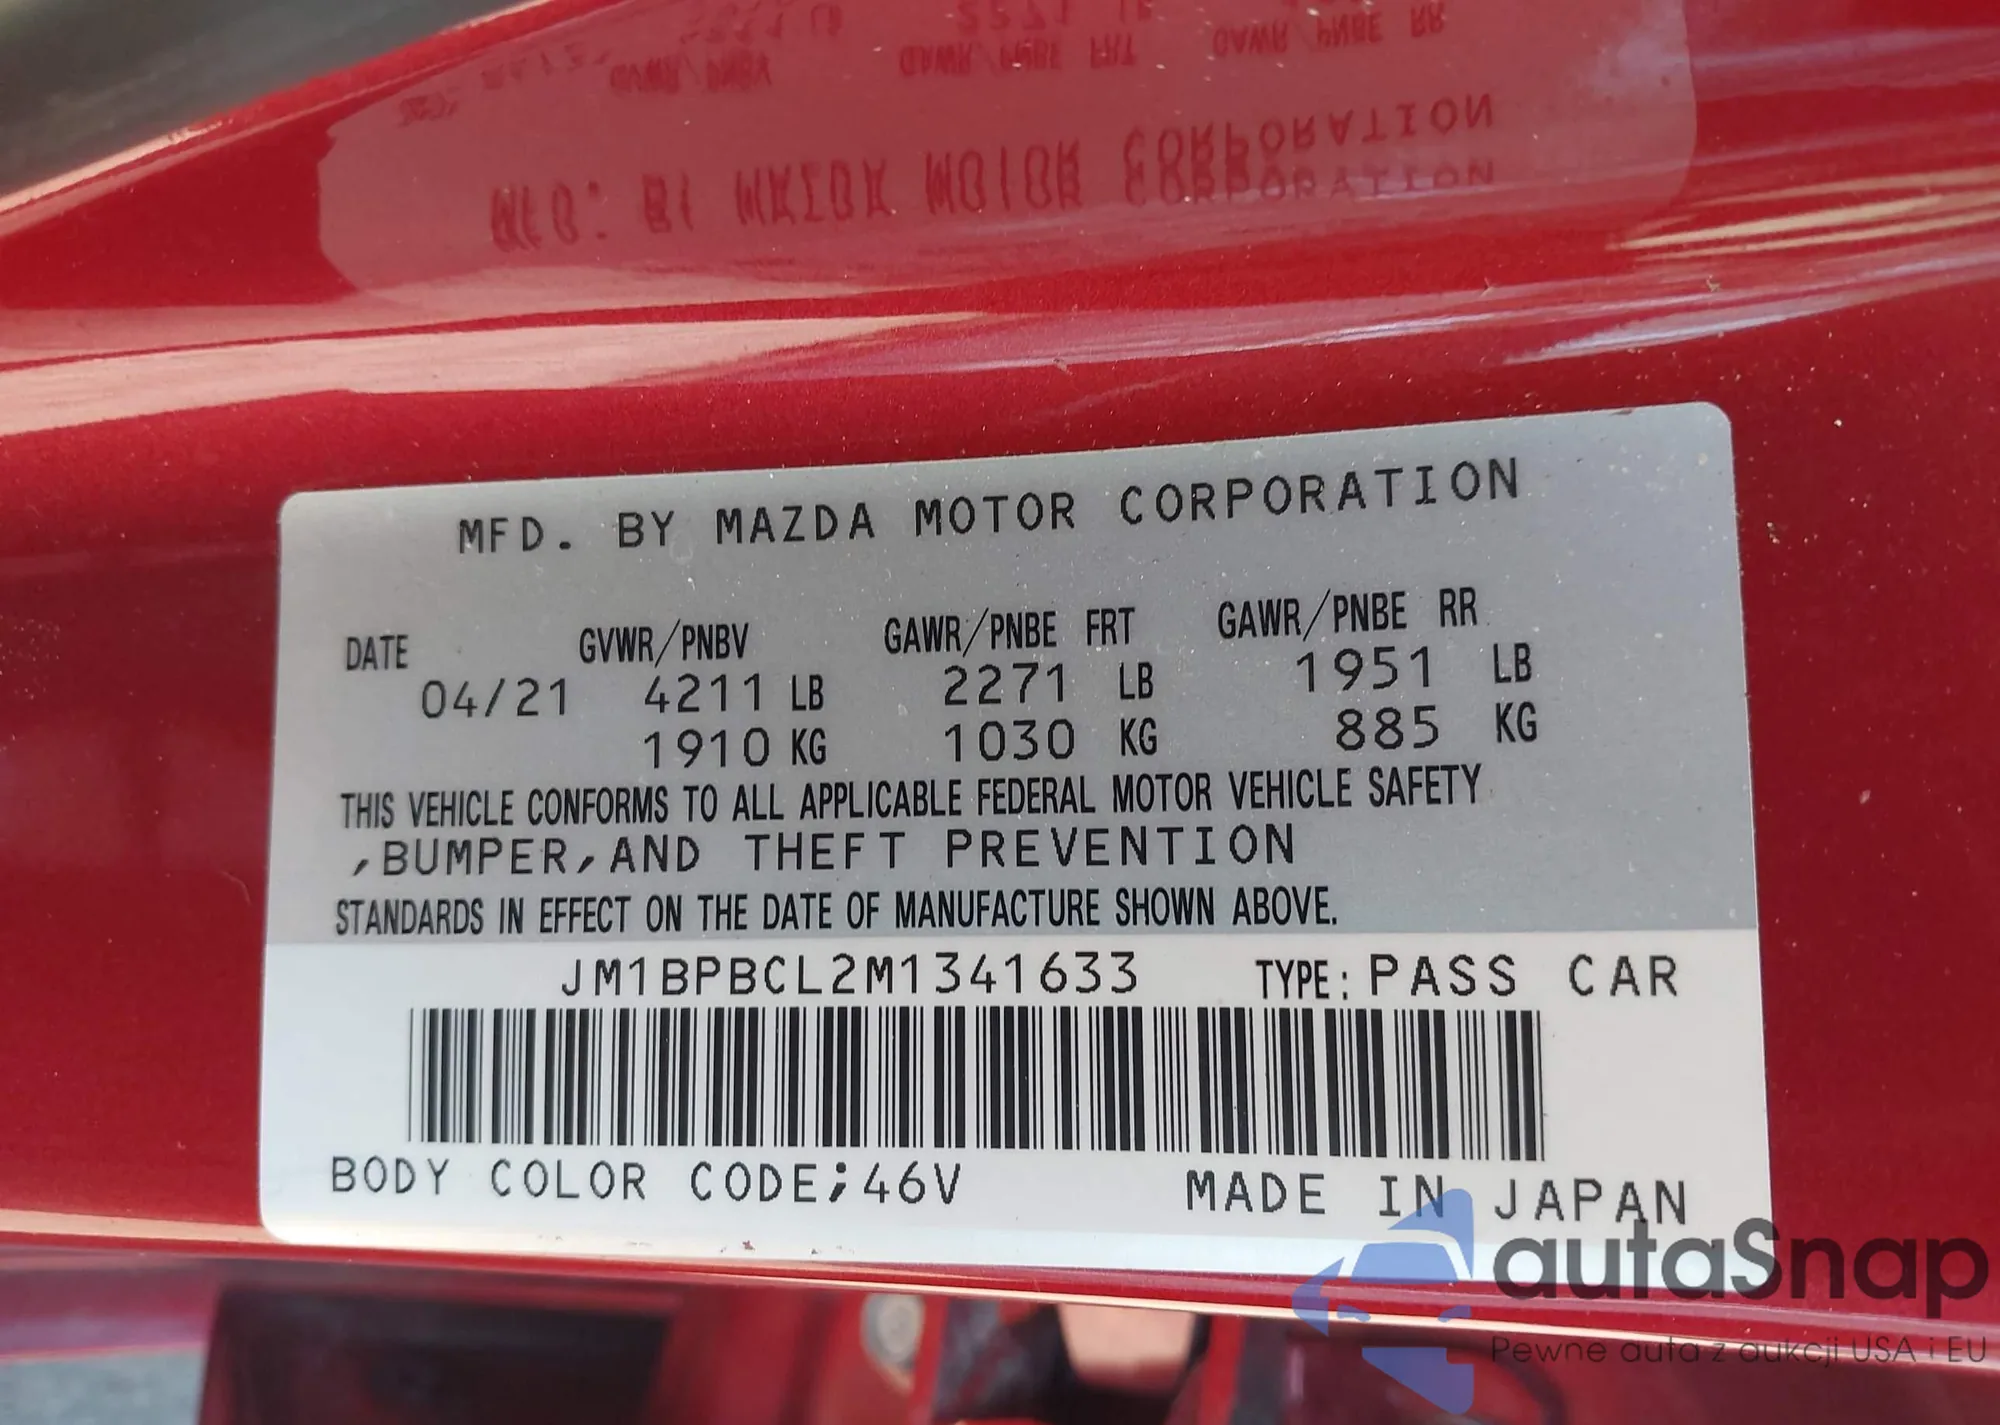 MFD. BY MAZDA MOTOR CORPORATION
DATE GVWR/PNBV GAWR/PNBE FRT GAWR/PNBE RR
04/21 4211 LB 2271 LB 1951 LB
1910 KG 1030 KG 885 KG
THIS VEHICLE CONFORMS TO ALL APPLICABLE FEDERAL MOTOR VEHICLE SAFETY
,BUMPER,AND THEFT PREVENTION
STANDARDS IN EFFECT ON THE DATE OF MANUFACTURE SHOWN ABOVE.
JM1BPBCL2M1341633 TYPE: PASS CAR
BODY COLOR CODE;46V MADE IN JAPAN
autaSnap
Pewne auta z aukcji USA i EU